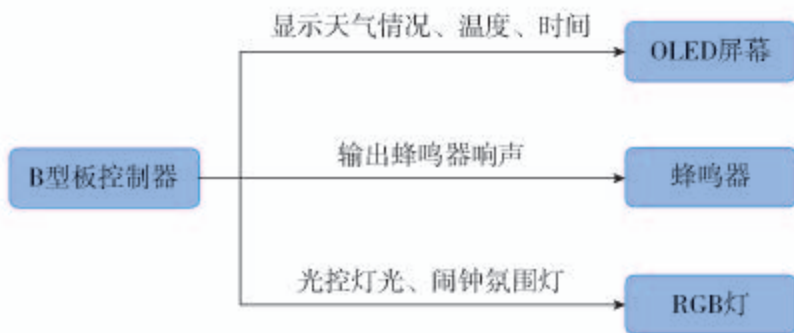 显示天气情况、温度、时间
OLED屏幕
B型板控制器
输出蜂鸣器响声
蜂鸣器
光控灯光、闹钟氛围灯
RGB灯